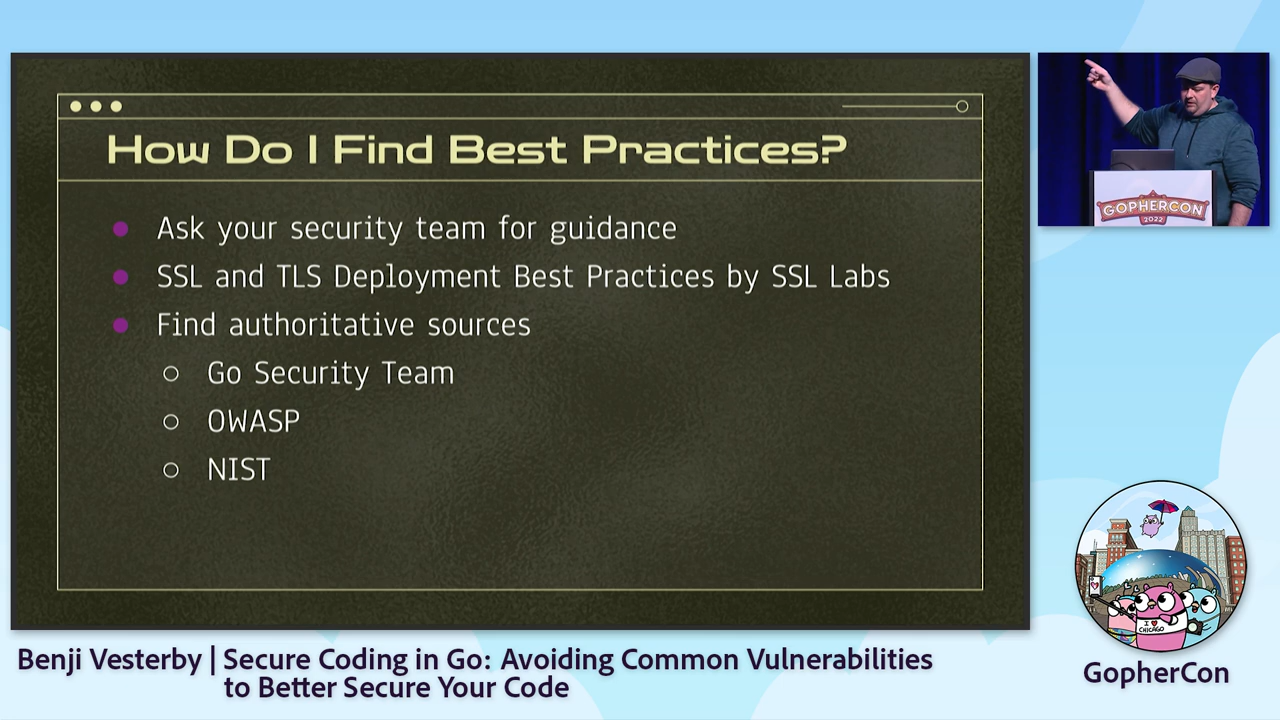 How Do I Find Best Practices?
Ask your security team for guidance
SSL and TLS Deployment Best Practices by SSL Labs
Find authoritative sources
Go Security Team
OWASP
NIST
GOPHERCON
2022
I ♥
CHICAGO
Benji Vesterby | Secure Coding in Go: Avoiding Common Vulnerabilities
to Better Secure Your Code
GopherCon